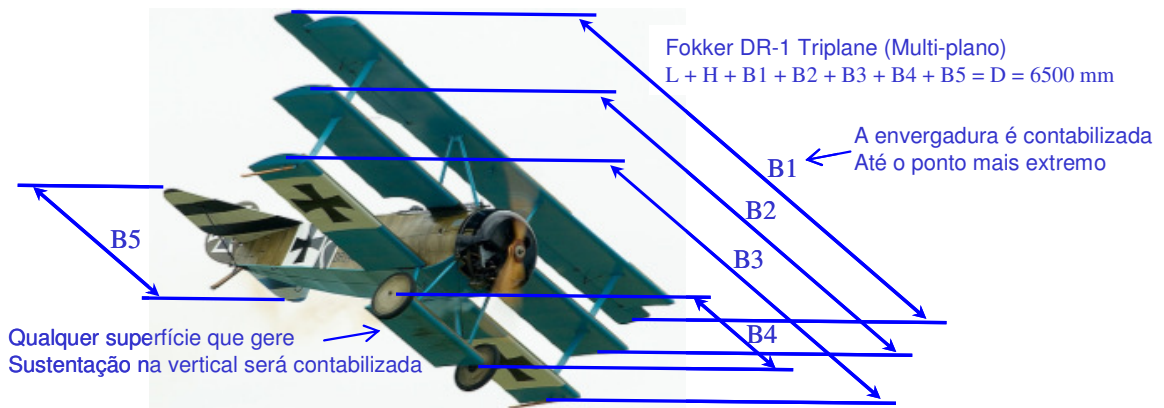 Fokker DR-1 Triplane (Multi-plano)
L + H + B1 + B2 + B3 + B4 + B5 = D = 6500 mm
A envergadura é contabilizada
Até o ponto mais extremo
B1
B2
B3
B5
B4
Qualquer superfície que gere
Sustentação na vertical será contabilizada